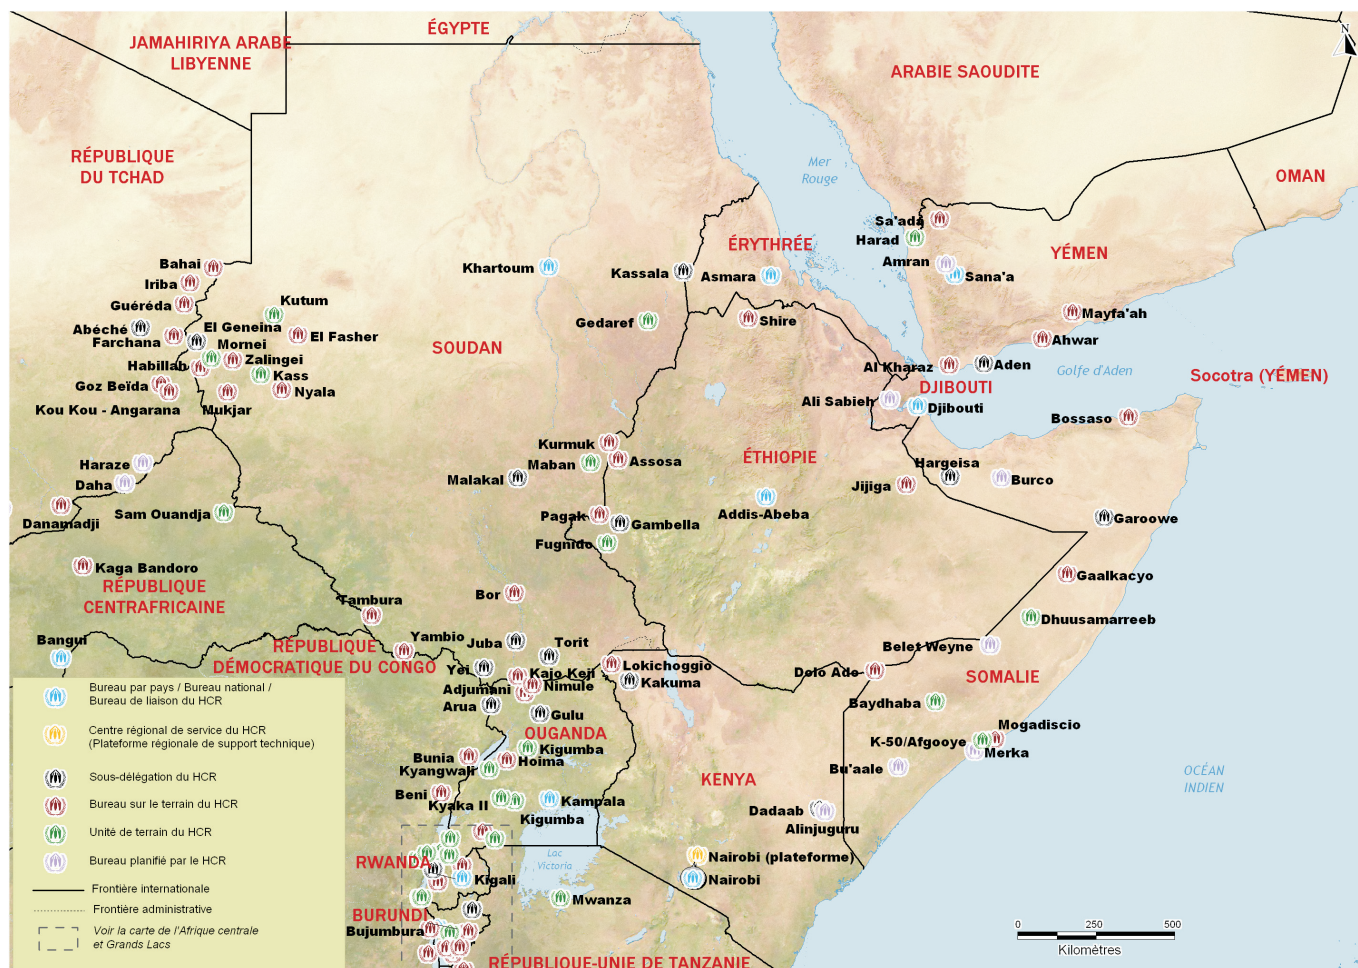 ÉGYPTE
JAMAHIRIYA ARABE
LIBYENNE
ARABIE SAOUDITE
N
RÉPUBLIQUE
DU TCHAD
Mer
Rouge
OMAN
Sa'ada
Harad
ÉRYTHRÉE
YÉMEN
Amran
Sana'a
Bahai
Khartoum
Kassala
Asmara
Iriba
Guéréda
Kutum
Mayfa'ah
Abéché
El Geneina
Gedaref
Shire
Farchana
Mornei
El Fasher
Ahwar
SOUDAN
Habillah
Zalingei
Al Kharaz
Aden
Golfe d'Aden
Kass
Socotra (YÉMEN)
Goz Beïda
Nyala
DJIBOUTI
Kou Kou - Angarana
Mukjar
Ali Sabieh
Djibouti
Bossaso
Kurmuk
Haraze
Maban
Assosa
ÉTHIOPIE
Hargeisa
Daha
Malakal
Jijiga
Burco
Danamadji
Sam Ouandja
Pagak
Gambella
Addis-Abeba
Garoowe
Fugnido
Kaga Bandoro
RÉPUBLIQUE
CENTRAFRICAINE
Gaalkacyo
Tambura
Bor
Dhuusamarreeb
Bangui
RÉPUBLIQUE
DÉMOCRATIQUE DU CONGO
Yambio
Juba
Torit
Belet Weyne
Yei
Kajo Keji
Lokichoggio
Dolo Ado
SOMALIE
Adjumani
Nimule
Kakuma
Arua
Gulu
Baydhaba
OUGANDA
Mogadiscio
K-50/Afgooye
Merka
Kigumba
Bunia
Hoima
Kyangwali
Bu'aale
KENYA
OCÉAN
INDIEN
Beni
Kyaka II
Kampala
Kigumba
Dadaab
Alinjuguru
RWANDA
Lac
Victoria
Nairobi (plateforme)
Kigali
Nairobi
Mwanza
BURUNDI
Bujumbura
RÉPUBLIQUE-UNIE DE TANZANIE
Bureau par pays / Bureau national /
Bureau de liaison du HCR
Centre régional de service du HCR
(Plateforme régionale de support technique)
Sous-délégation du HCR
Bureau sur le terrain du HCR
Unité de terrain du HCR
Bureau planifié par le HCR
Frontière internationale
Frontière administrative
Voir la carte de l'Afrique centrale
et Grands Lacs
0 250 500
Kilomètres